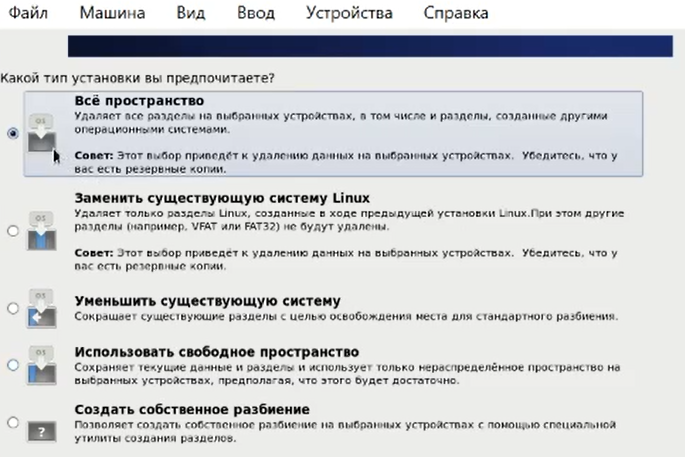 Файл Машина Вид Ввод Устройства Справка
Какой тип установки вы предпочитаете?
Всё пространство
Удаляет все разделы на выбранных устройствах, в том числе и разделы, созданные другими
операционными системами.
Совет: Этот выбор приведёт к удалению данных на выбранных устройствах. Убедитесь, что у
вас есть резервные копии.
Заменить существующую систему Linux
Удаляет только разделы Linux, созданные в ходе предыдущей установки Linux.При этом другие
разделы (например, VFAT или FAT32) не будут удалены.
Совет: Этот выбор приведёт к удалению данных на выбранных устройствах. Убедитесь, что у
вас есть резервные копии.
Уменьшить существующую систему
Сокращает существующие разделы с целью освобождения места для стандартного разбиения.
Использовать свободное пространство
Сохраняет текущие данные и разделы и использует только нераспределённое пространство на
выбранных устройствах, предполагая, что этого будет достаточно.
Создать собственное разбиение
Позволяет создать собственное разбиение на выбранных устройствах с помощью специальной
утилиты создания разделов.
OS
OS
OS
OS
?